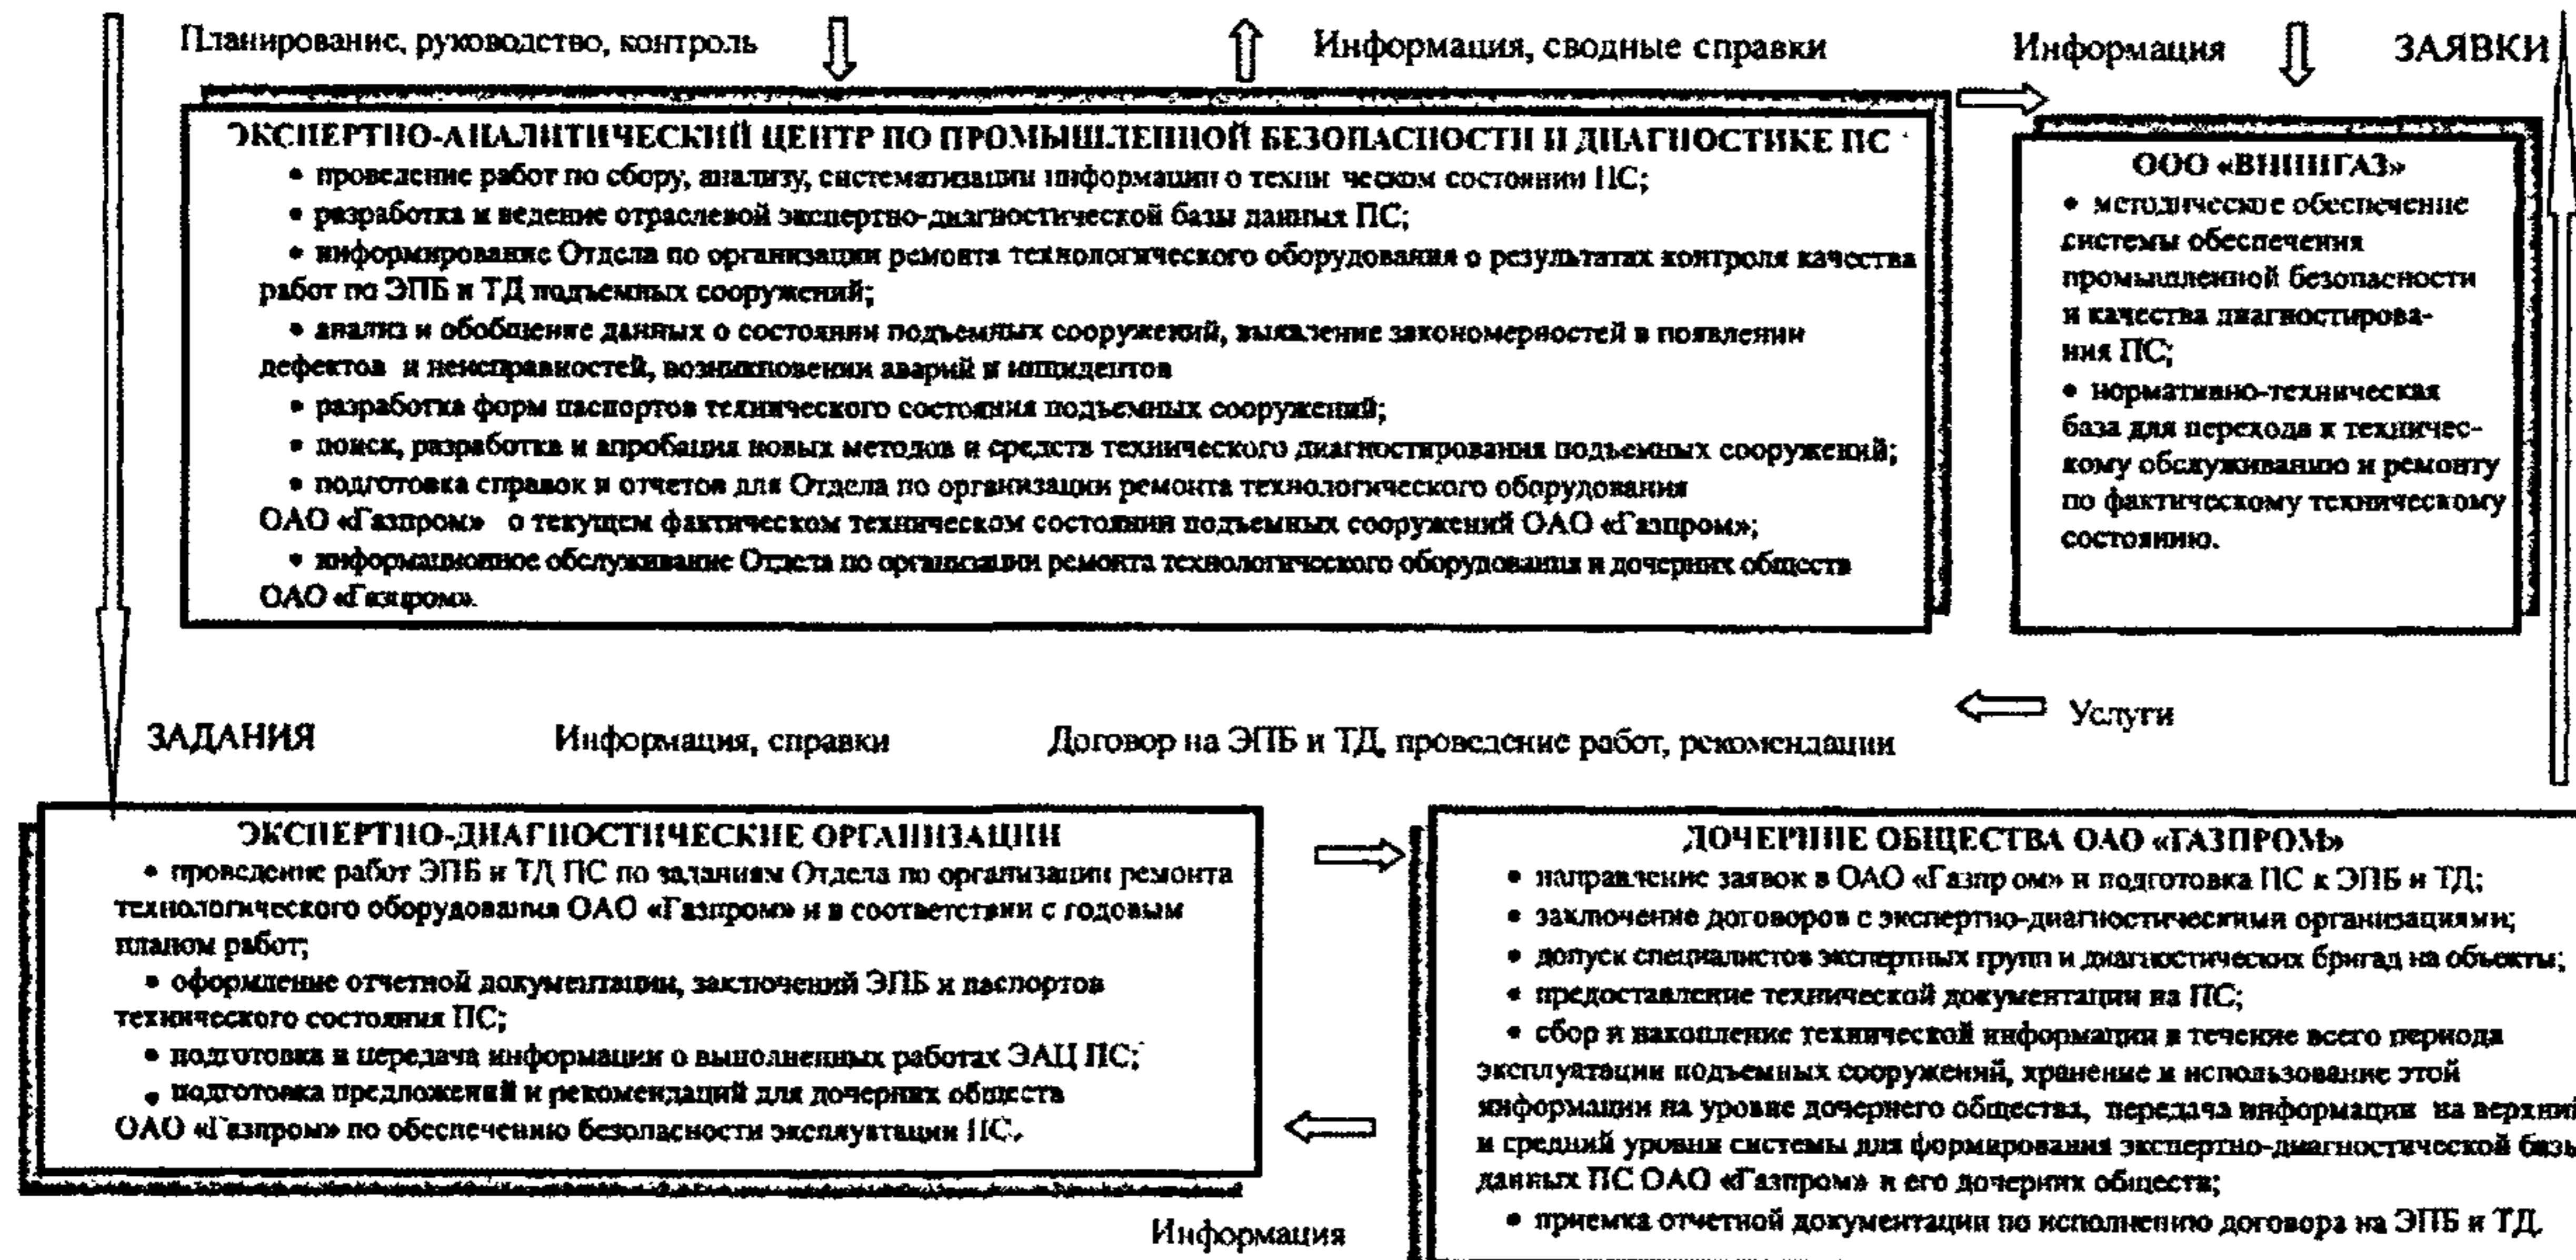 Планирование, руководство, контроль
Информация, сводные справки
Информация
ЗАЯВКИ
ЭКСПЕРТНО-АНАЛИТИЧЕСКИЙ ЦЕНТР ПО ПРОМЫШЛЕННОЙ БЕЗОПАСНОСТИ И ДИАГНОСТИКЕ ПС
• проведение работ по сбору, анализу, систематизации информации о техни ческом состоянии ПС;
• разработка и ведение отраслевой экспертно-диагностической базы данных ПС;
• информирование Отдела по организации ремонта технологического оборудования о результатах контроля качества
работ по ЭПБ и ТД подъемных сооружений;
• анализ и обобщение данных о состоянии подъемных сооружений, выявление закономерностей в появлении
дефектов и неисправностей, возникновении аварий и инцидентов
• разработка форм паспортов технического состояния подъемных сооружений;
• поиск, разработка и апробация новых методов и средств технического диагностирования подъемных сооружений;
• подготовка справок и отчетов для Отдела по организации ремонта технологического оборудования
ОАО «Газпром» о текущем фактическом техническом состоянии подъемных сооружений ОАО «Газпром»;
• информационное обслуживание Отдела по организации ремонта технологического оборудования и дочерних обществ
ОАО «Газпром».
ООО «ВНИИГАЗ»
• методическое обеспечение
системы обеспечения
промышленной безопасности
и качества диагностирова-
ния ПС;
• нормативно-техническая
база для перехода к техничес-
кому обслуживанию и ремонту
по фактическому техническому
состоянию.
Услуги
ЗАДАНИЯ
Информация, справки
Договор на ЭПБ и ТД, проведение работ, рекомендации
ЭКСПЕРТНО-ДИАГНОСТИЧЕСКИЕ ОРГАНИЗАЦИИ
• проведение работ ЭПБ и ТД ПС по заданиям Отдела по организации ремонта
технологического оборудования ОАО «Газпром» и в соответствии с годовым
планом работ;
• оформление отчетной документации, заключений ЭПБ и паспортов
технического состояния ПС;
• подготовка и передача информации о выполненных работах ЭАЦ ПС;
• подготовка предложений и рекомендаций для дочерних обществ
ОАО «Газпром» по обеспечению безопасности эксплуатации ПС.
ДОЧЕРНИЕ ОБЩЕСТВА ОАО «ГАЗПРОМ»
• направление заявок в ОАО «Газпром» и подготовка ПС к ЭПБ и ТД;
• заключение договоров с экспертно-диагностическими организациями;
• допуск специалистов экспертных групп и диагностических бригад на объекты;
• предоставление технической документации на ПС;
• сбор и накопление технической информации в течение всего периода
эксплуатации подъемных сооружений, хранение и использование этой
информации на уровне дочернего общества, передача информации на верхний
и средний уровни системы для формирования экспертно-диагностической базы
данных ПС ОАО «Газпром» и его дочерних обществ;
• приемка отчетной документации по исполнению договора на ЭПБ и ТД.
Информация